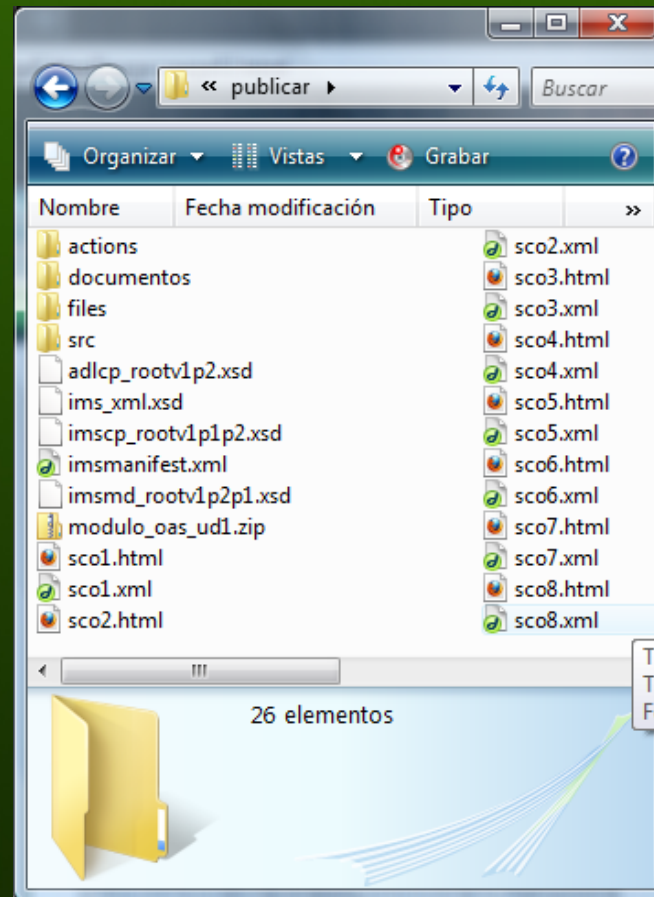 « publicar
Buscar
Organizar Vistas Grabar
Nombre Fecha modificación Tipo »
actions
documentos
files
src
adlcp_rootv1p2.xsd
ims_xml.xsd
imscp_rootv1p1p2.xsd
imsmanifest.xml
imsmd_rootv1p2p1.xsd
modulo_oas_ud1.zip
sco1.html
sco1.xml
sco2.html
sco2.xml
sco3.html
sco3.xml
sco4.html
sco4.xml
sco5.html
sco5.xml
sco6.html
sco6.xml
sco7.html
sco7.xml
sco8.html
sco8.xml
T
T
F
26 elementos